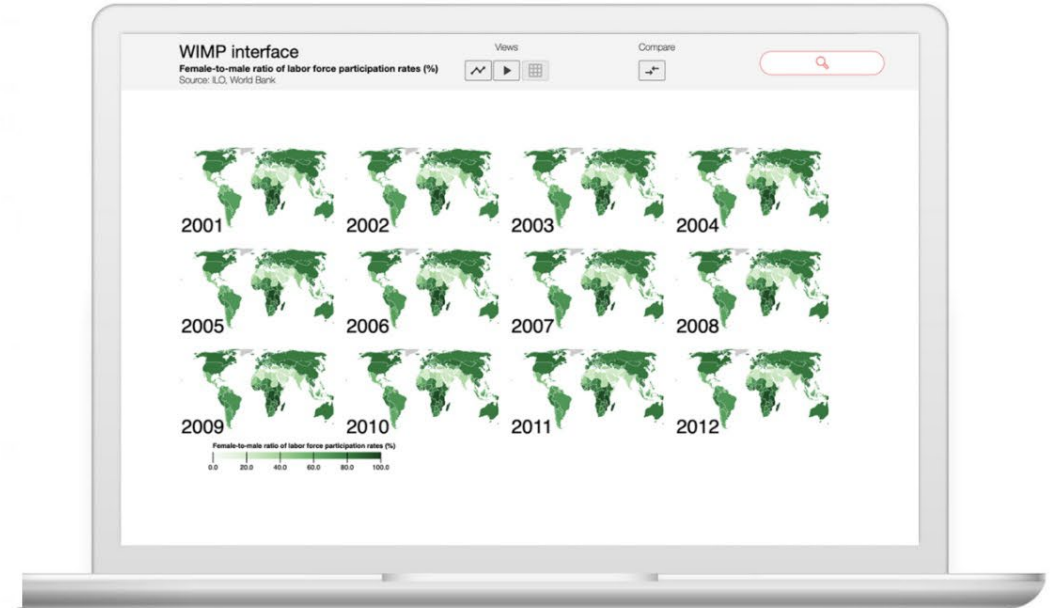 WIMP interface
Female-to-male ratio of labor force participation rates (%)
Source: ILO, World Bank
Views
Compare
2001
2002
2003
2004
2005
2006
2007
2008
2009
2010
2011
2012
Female-to-male ratio of labor force participation rates (%)
0.0 20.0 40.0 60.0 80.0 100.0